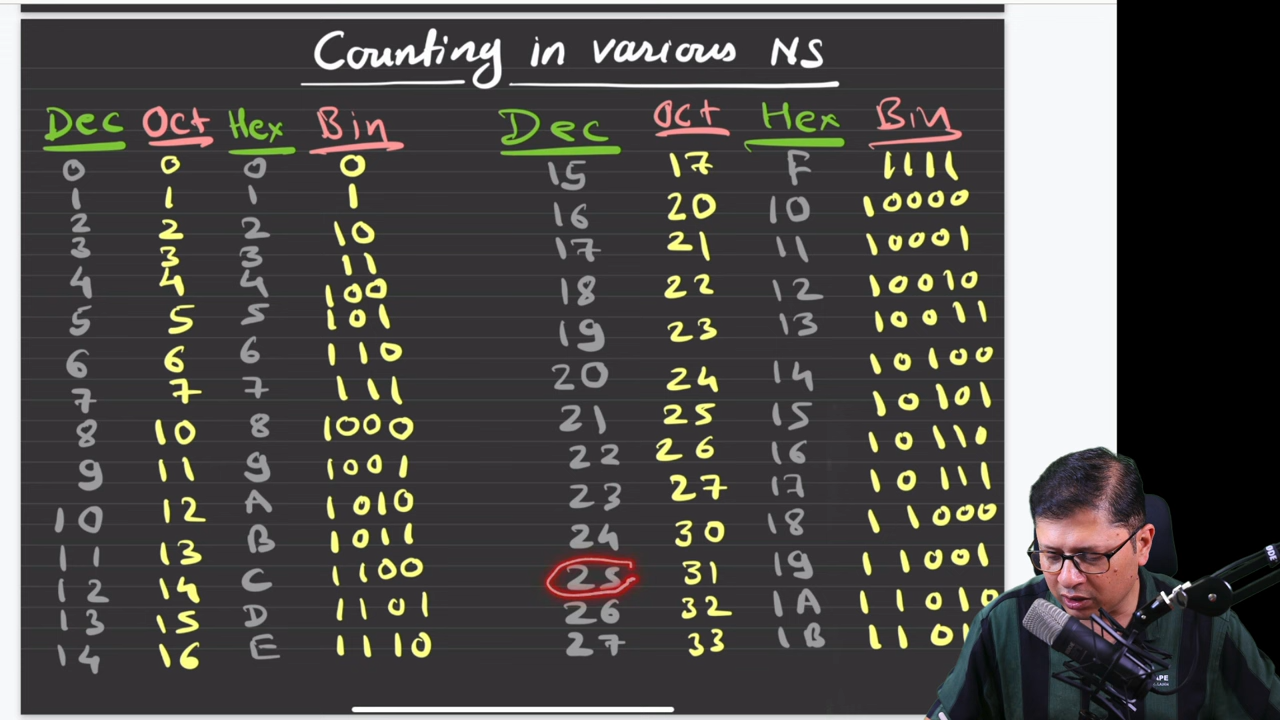 Counting in various NS
Dec Oct Hex Bin Dec Oct Hex Bin
0 0 0 0 15 17 F 1111
1 1 1 1 16 20 10 10000
2 2 2 10 17 21 11 10001
3 3 3 11 18 22 12 10010
4 4 4 100 19 23 13 10011
5 5 5 101 20 24 14 10100
6 6 6 110 21 25 15 10101
7 7 7 111 22 26 16 10110
8 10 8 1000 23 27 17 10111
9 11 9 1001 24 30 18 11000
10 12 A 1010 25 31 19 11001
11 13 B 1011 26 32 1A 11010
12 14 C 1100 27 33 1B
13 15 D 1101
14 16 E 1110
RDE